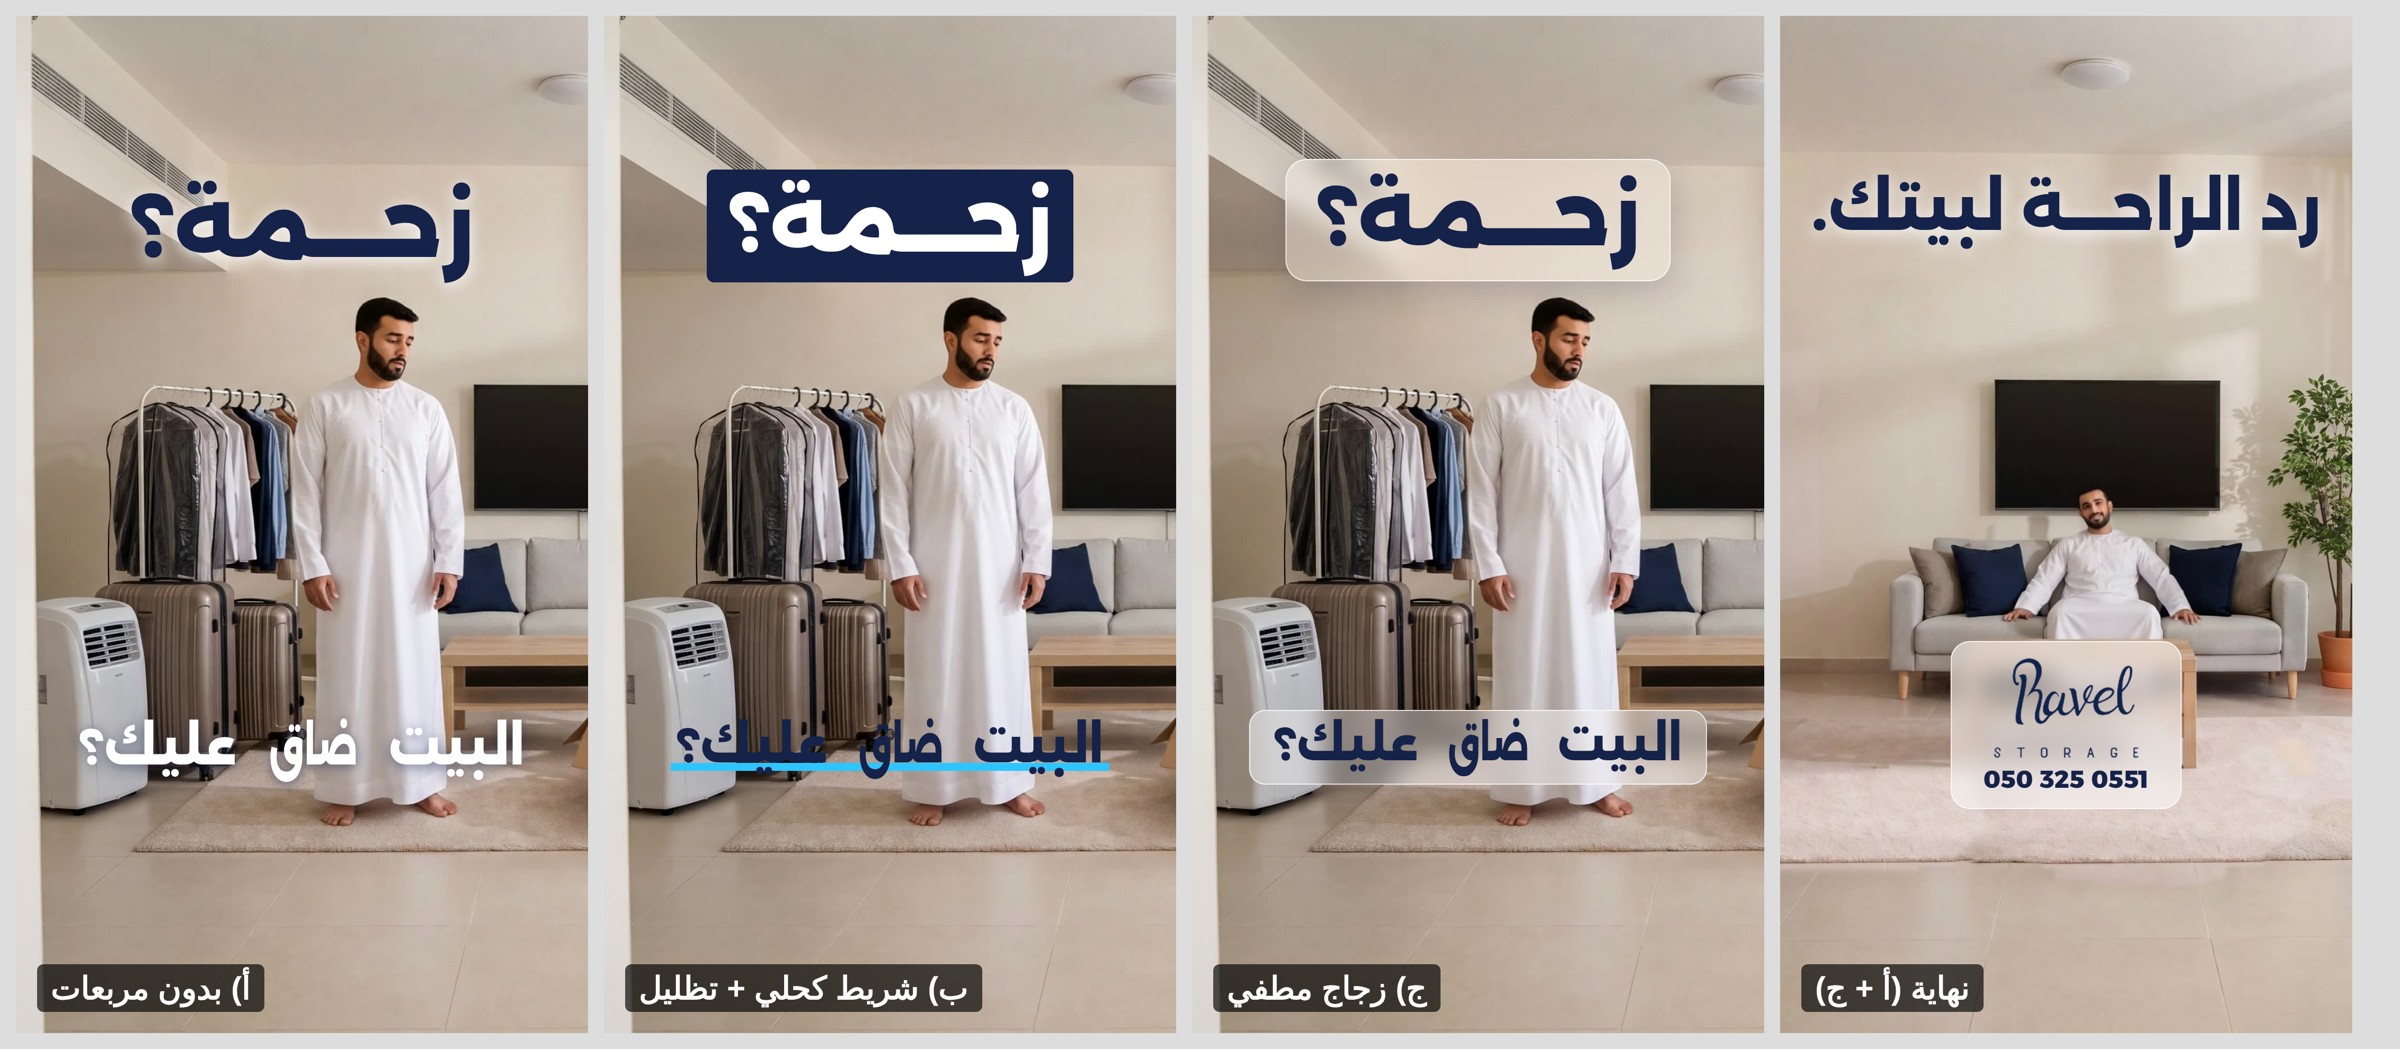 زحـــمة؟
البيت ضاق عليك؟
أ) بدون مربعات
زحـــمة؟
البيت ضاق عليك؟
ب) شريط كحلي + تظليل
زحـــمة؟
البيت ضاق عليك؟
ج) زجاج مطفي
رد الراحـــة لبيتك.
Ravel
STORAGE
050 325 0551
نهاية (أ + ج)